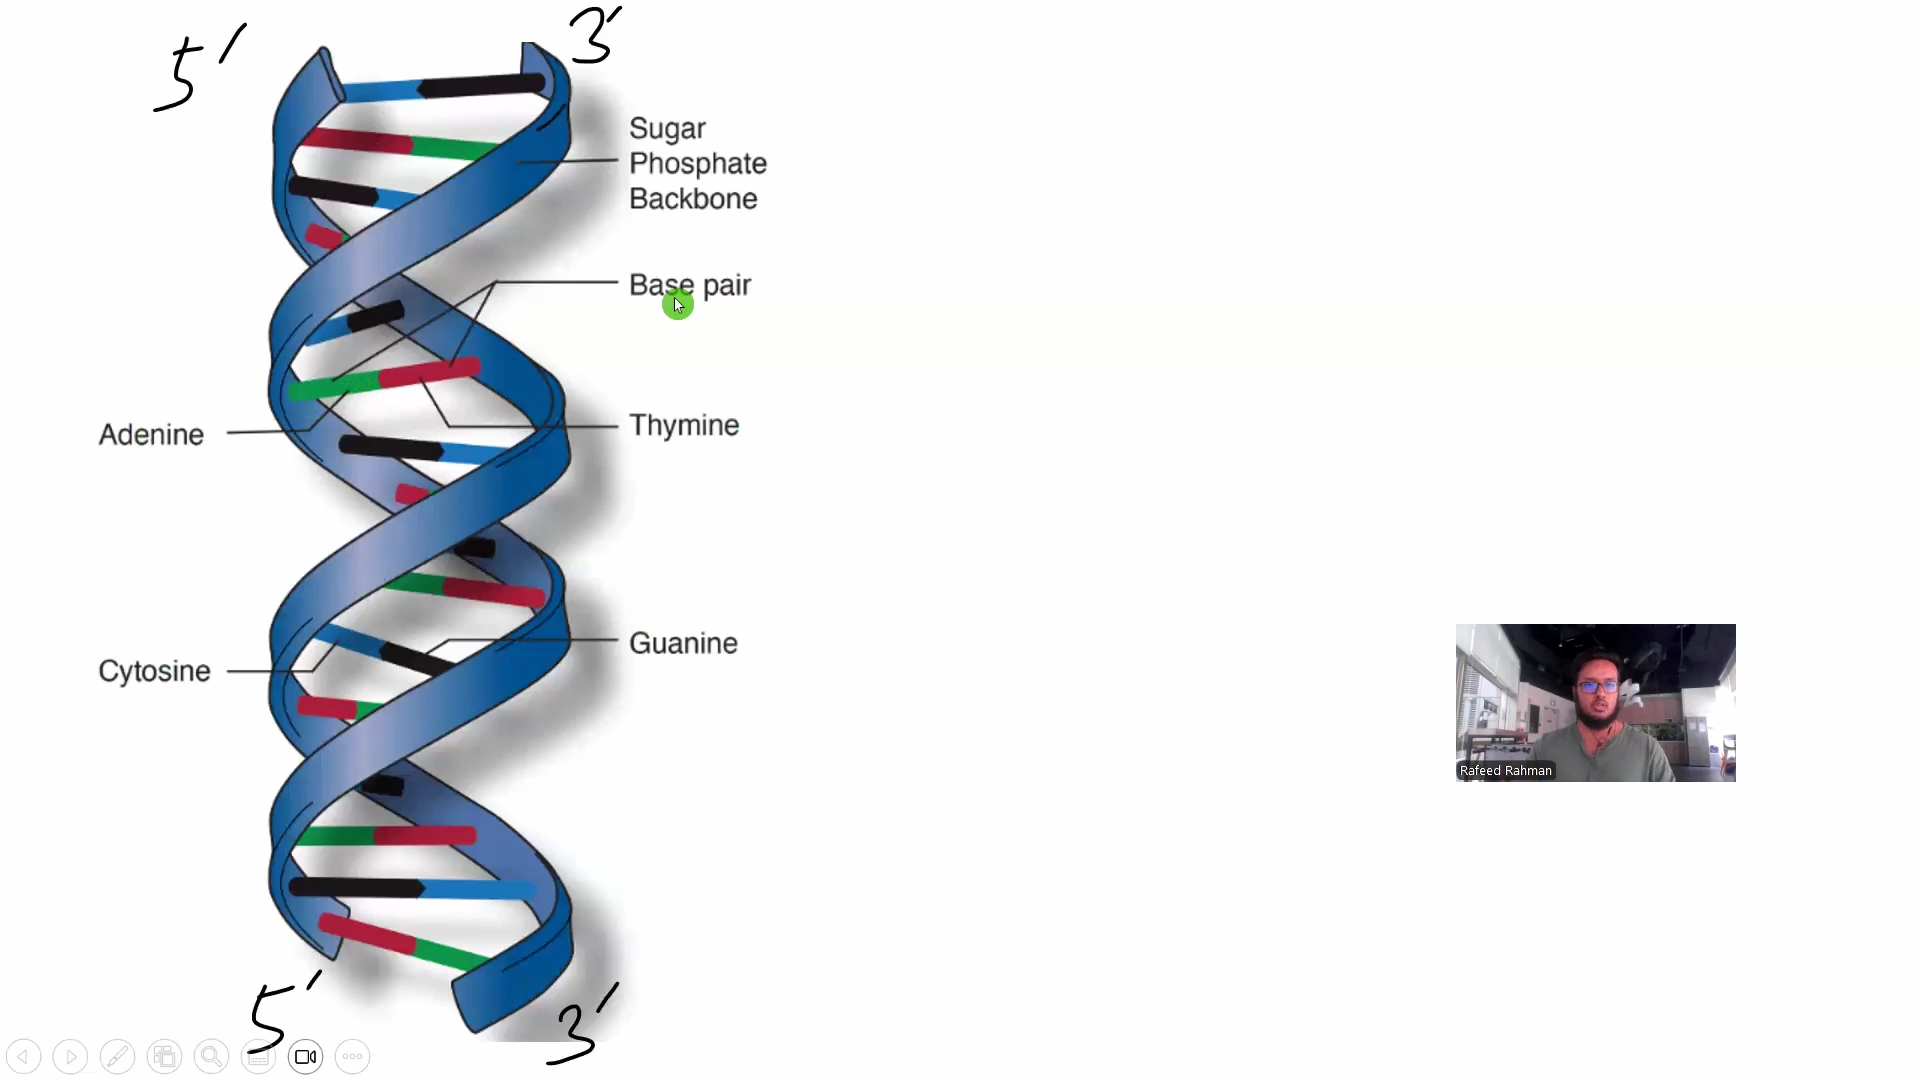 5'
3'
Sugar
Phosphate
Backbone
Base pair
Adenine
Thymine
Cytosine
Guanine
Rafeed Rahman
5'
3'